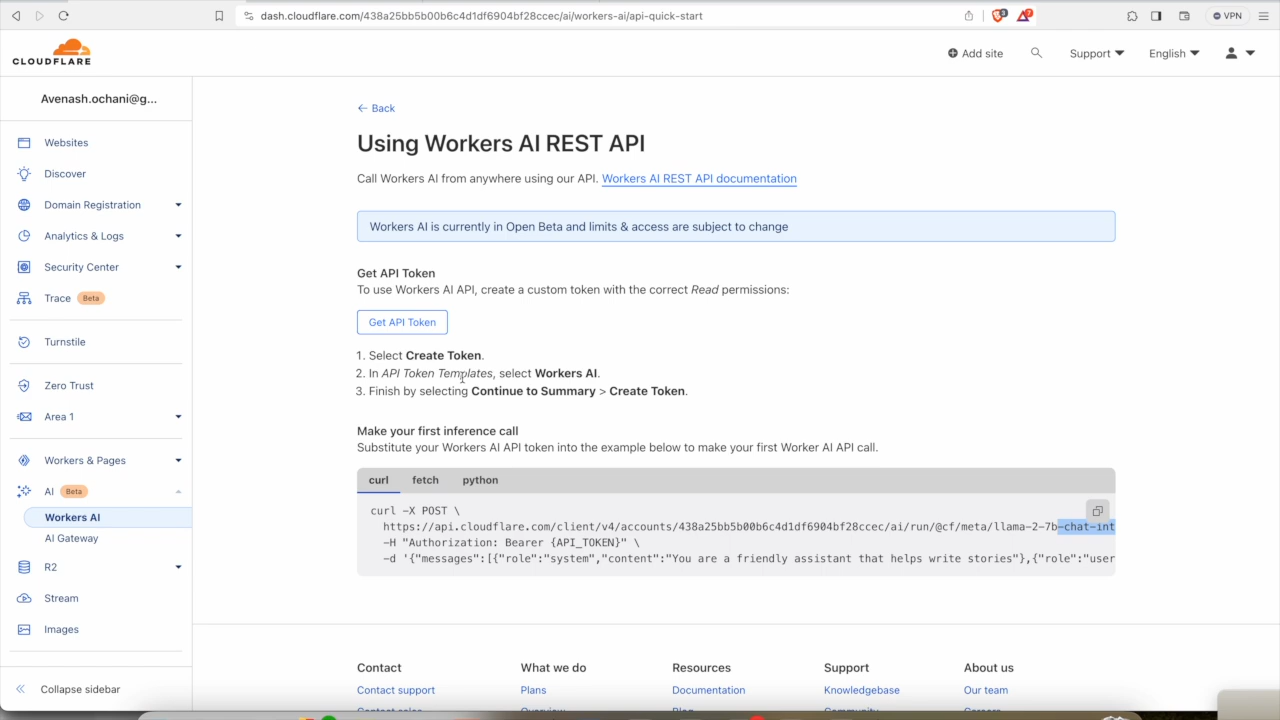 dash.cloudflare.com/438a25bb5b00b6c4d1df6904bf28ccec/ai/workers-ai/api-quick-start
VPN
CLOUDFLARE
Add site
Support
English
Avenash.ochani@g...
Websites
Discover
Domain Registration
Analytics & Logs
Security Center
Trace Beta
Turnstile
Zero Trust
Area 1
Workers & Pages
AI Beta
Workers AI
AI Gateway
R2
Stream
Images
Collapse sidebar
← Back
Using Workers AI REST API
Call Workers AI from anywhere using our API. Workers AI REST API documentation
Workers AI is currently in Open Beta and limits & access are subject to change
Get API Token
To use Workers AI API, create a custom token with the correct Read permissions:
Get API Token
1. Select Create Token.
2. In API Token Templates, select Workers AI.
3. Finish by selecting Continue to Summary > Create Token.
Make your first inference call
Substitute your Workers AI API token into the example below to make your first Worker AI API call.
curl fetch python
curl -X POST \
https://api.cloudflare.com/client/v4/accounts/438a25bb5b00b6c4d1df6904bf28ccec/ai/run/@cf/meta/llama-2-7b-chat-int
-H "Authorization: Bearer {API_TOKEN}" \
-d '{"messages":[{"role":"system","content":"You are a friendly assistant that helps write stories"},{"role":"user
Contact What we do Resources Support About us
Contact support Plans Documentation Knowledgebase Our team
Contact sales Overview Blog Community Careers